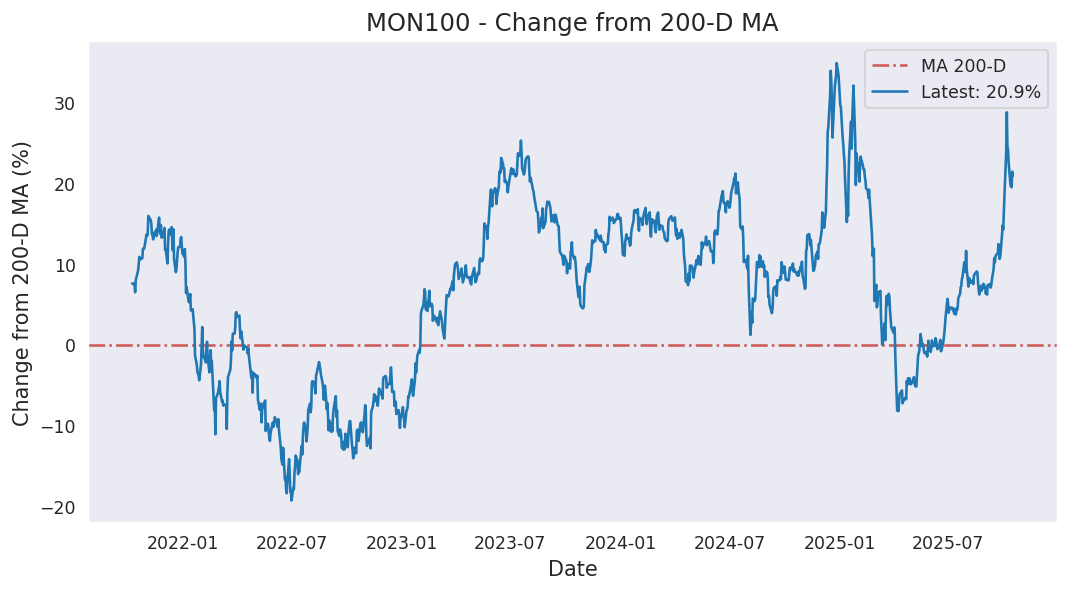 MON100 - Change from 200-D MA
MA 200-D
Latest: 20.9%
Change from 200-D MA (%)
30
20
10
0
−10
−20
2022-01
2022-07
2023-01
2023-07
2024-01
2024-07
2025-01
2025-07
Date